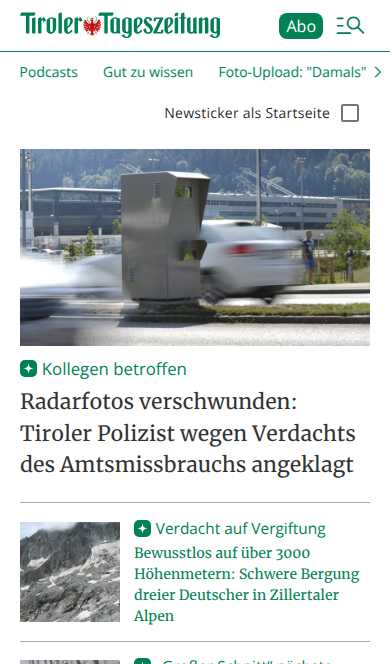 Tiroler Tageszeitung
Abo
Podcasts Gut zu wissen Foto-Upload: "Damals"
Newsticker als Startseite
Kollegen betroffen
Radarfotos verschwunden:
Tiroler Polizist wegen Verdachts
des Amtsmissbrauchs angeklagt
Verdacht auf Vergiftung
Bewusstlos auf über 3000
Höhenmetern: Schwere Bergung
dreier Deutscher in Zillertaler
Alpen